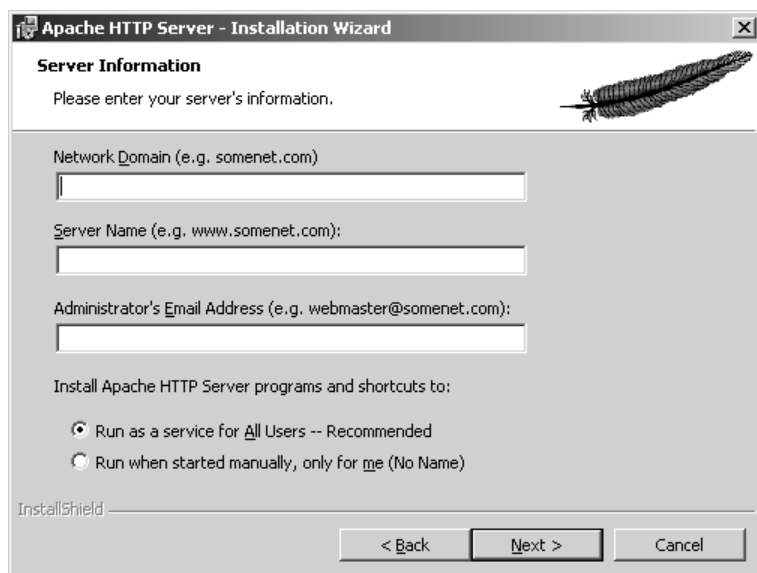 Apache HTTP Server - Installation Wizard
Server Information
Please enter your server's information.
Network Domain (e.g. somenet.com)
Server Name (e.g. www.somenet.com):
Administrator's Email Address (e.g. webmaster@somenet.com):
Install Apache HTTP Server programs and shortcuts to:
Run as a service for All Users -- Recommended
Run when started manually, only for me (No Name)
InstallShield
< Back Next > Cancel